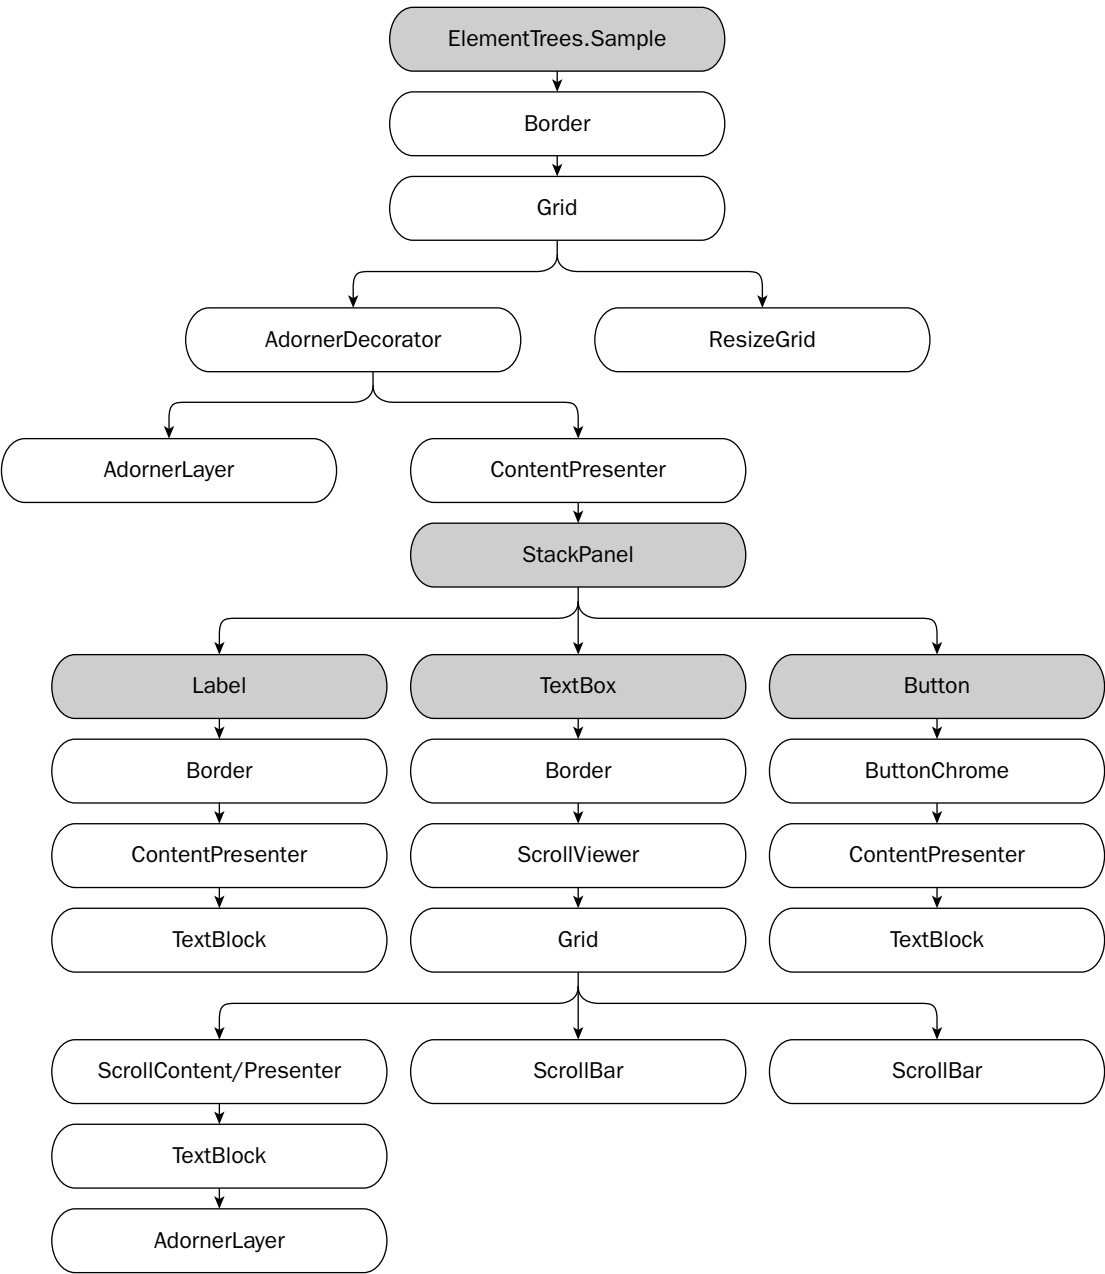 ElementTrees.Sample
Border
Grid
AdornerDecorator
ResizeGrid
AdornerLayer
ContentPresenter
StackPanel
Label
TextBox
Button
Border
Border
ButtonChrome
ContentPresenter
ScrollViewer
ContentPresenter
TextBlock
Grid
TextBlock
ScrollContent/Presenter
ScrollBar
ScrollBar
TextBlock
AdornerLayer